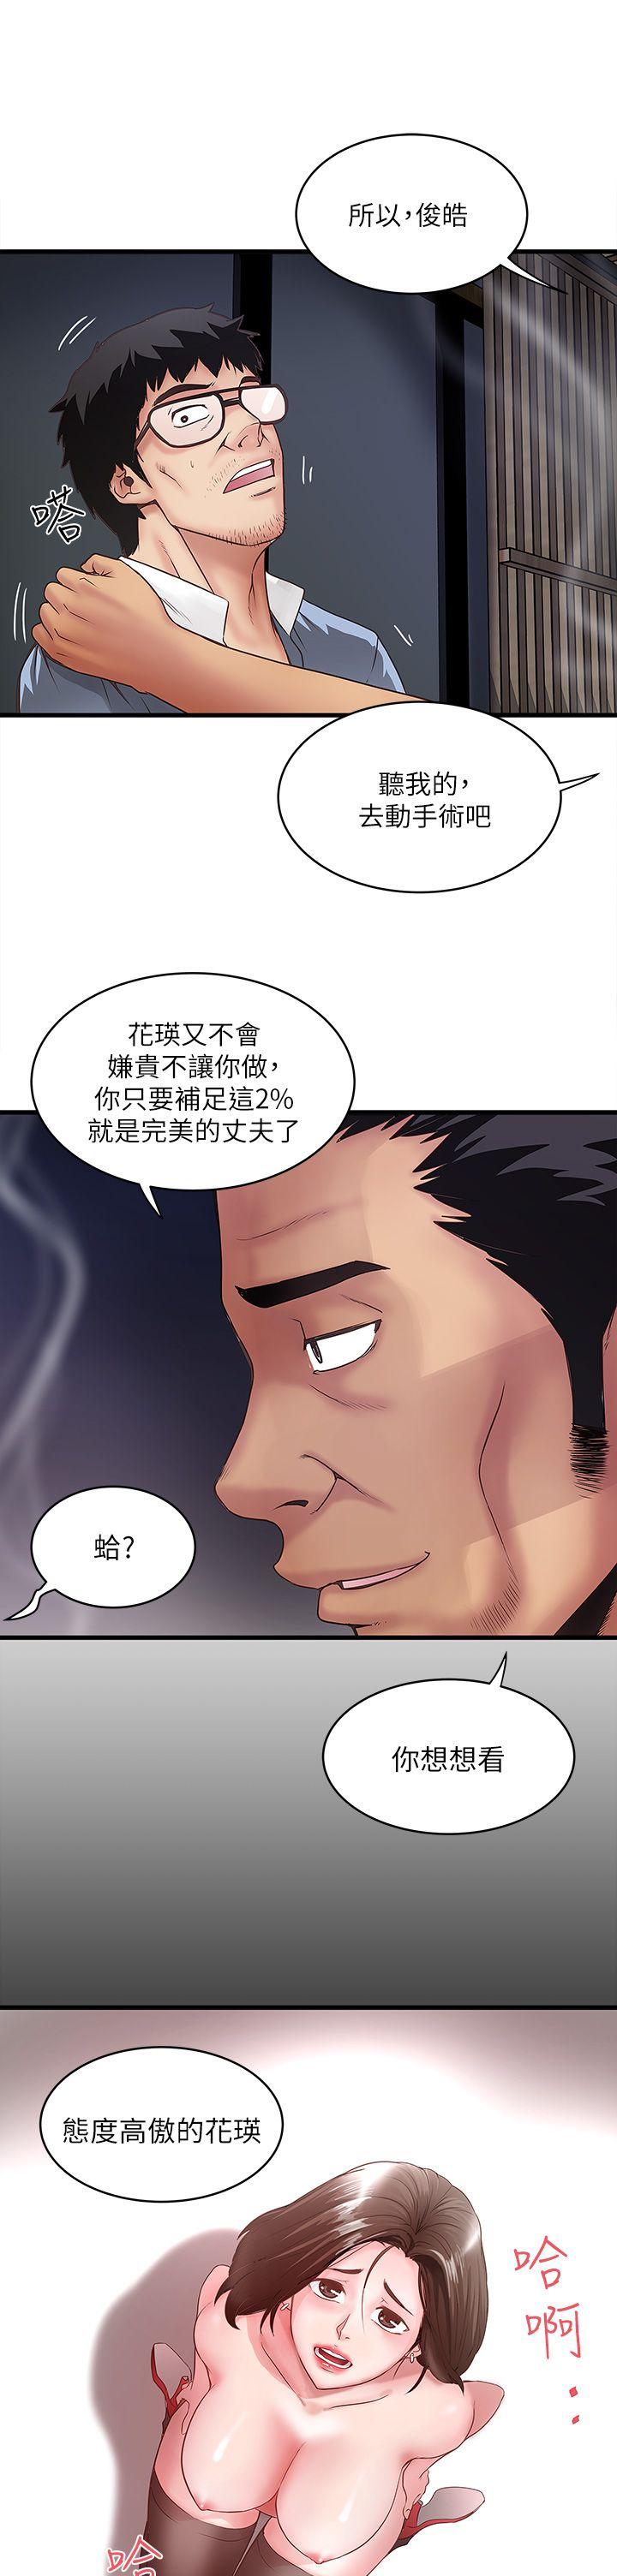 所以，俊皓
嗒
聽我的，
去動手術吧
花瑛又不會
嫌貴不讓你做，
你只要補足這2%
就是完美的丈夫了
蛤？
你想想看
態度高傲的花瑛
哈
啊⋯
哈